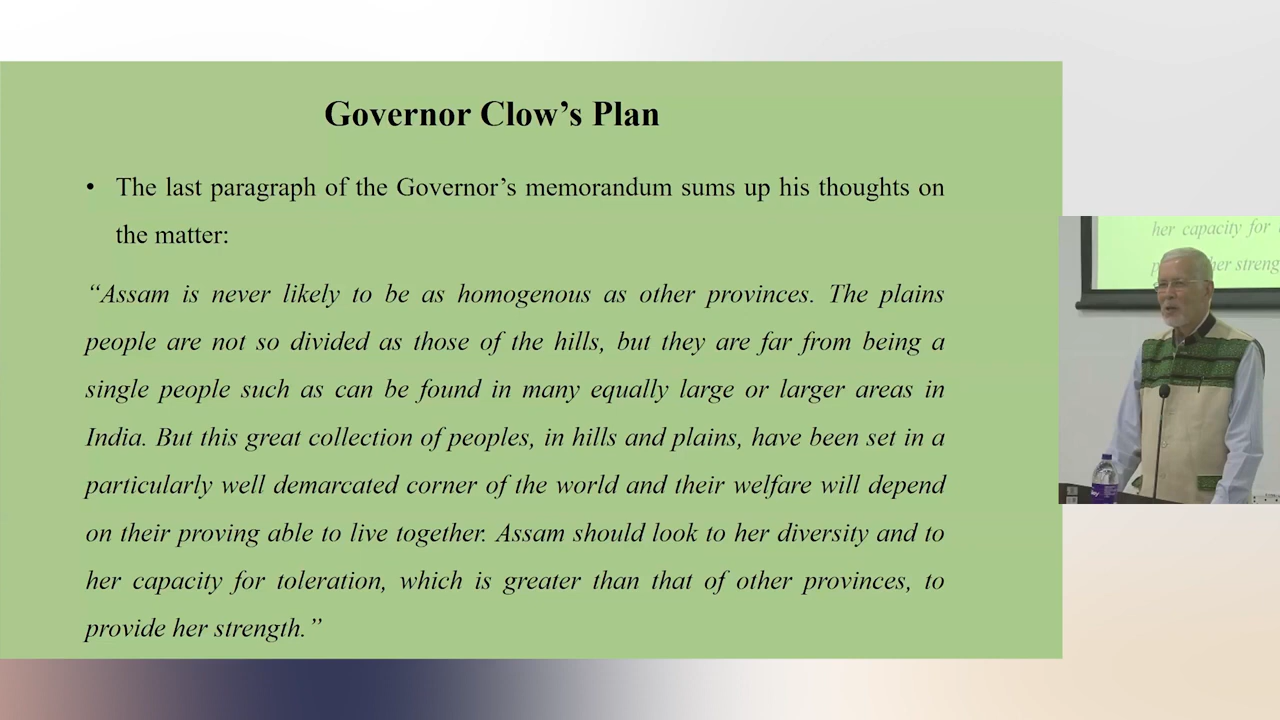 Governor Clow’s Plan
• The last paragraph of the Governor’s memorandum sums up his thoughts on
the matter:
“Assam is never likely to be as homogenous as other provinces. The plains
people are not so divided as those of the hills, but they are far from being a
single people such as can be found in many equally large or larger areas in
India. But this great collection of peoples, in hills and plains, have been set in a
particularly well demarcated corner of the world and their welfare will depend
on their proving able to live together. Assam should look to her diversity and to
her capacity for toleration, which is greater than that of other provinces, to
provide her strength.”
her capacity for
her streng